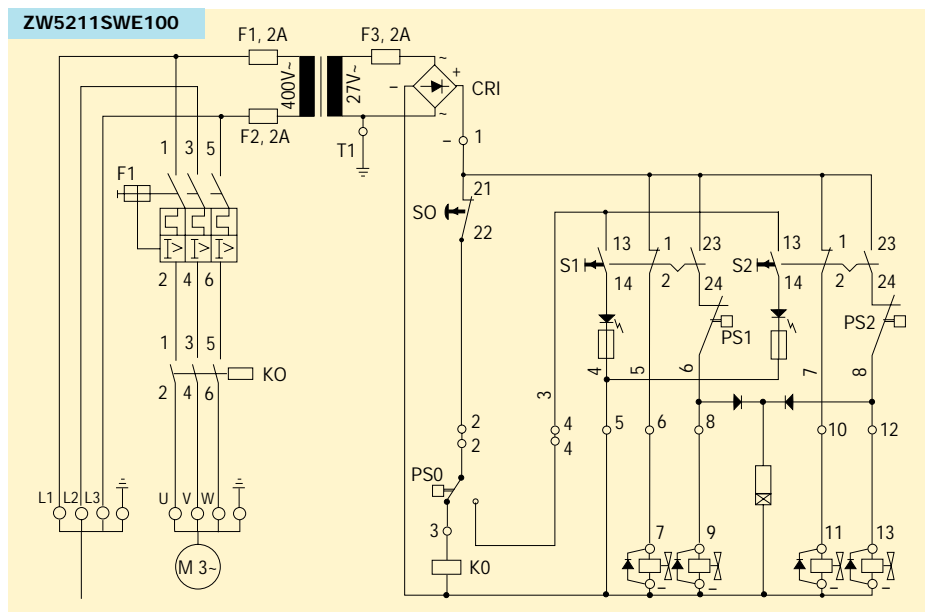 ZW5211SWE100
F1, 2A F3, 2A
400V~ 27V~ ~ + − CRI
F2, 2A ~
T1 − 1
1 3 5
F1 21
SO 22
I> I> I>
13 1 23 13 1 23
S1 14 2 24 S2 14 2 24
2 4 6
PS1 PS2
1 3 5
KO
2 4 6
3 4 5 6 7 8
2 4 5 6 8 10 12
2 4
PS0
L1 L2 L3 U V W
3
K0
7 9 11 13
− − − −
M 3~